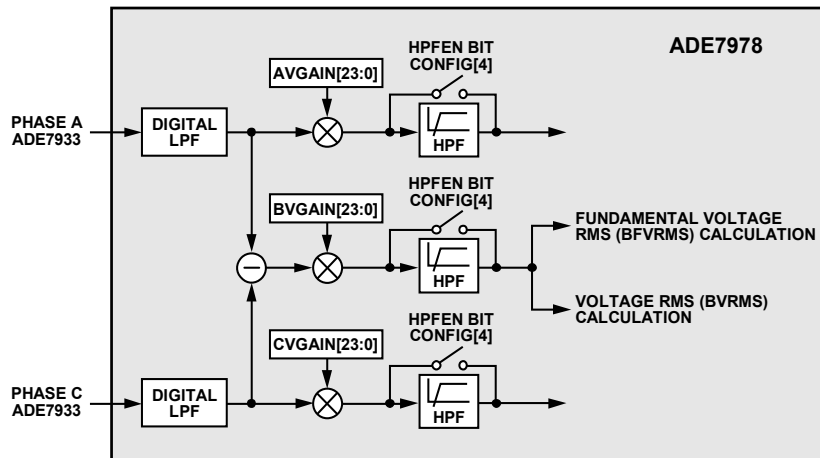 ADE7978
HPFEN BIT
CONFIG[4]
AVGAIN[23:0]
PHASE A
ADE7933
DIGITAL
LPF
HPF
HPFEN BIT
CONFIG[4]
BVGAIN[23:0]
HPF
FUNDAMENTAL VOLTAGE
RMS (BFVRMS) CALCULATION
VOLTAGE RMS (BVRMS)
CALCULATION
HPFEN BIT
CONFIG[4]
CVGAIN[23:0]
PHASE C
ADE7933
DIGITAL
LPF
HPF